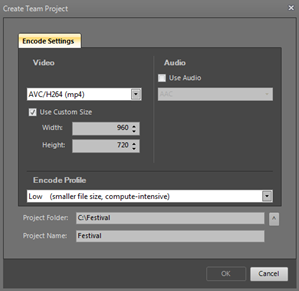 Create Team Project
Encode Settings
Video
Audio
AVC/H264 (mp4)
Use Audio
AAC
Use Custom Size
Width: 960
Height: 720
Encode Profile
Low (smaller file size, compute-intensive)
Project Folder: C:\Festival
Project Name: Festival
OK
Cancel